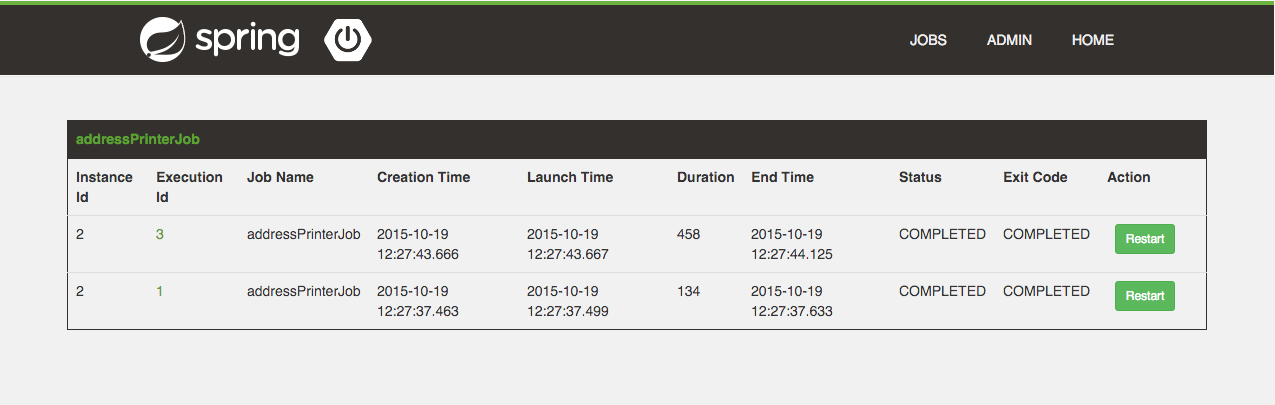 spring
JOBS ADMIN HOME
addressPrinterJob
Instance Id Execution Id Job Name Creation Time Launch Time Duration End Time Status Exit Code Action
2 3 addressPrinterJob 2015-10-19 12:27:43.666 2015-10-19 12:27:43.667 458 2015-10-19 12:27:44.125 COMPLETED COMPLETED Restart
2 1 addressPrinterJob 2015-10-19 12:27:37.463 2015-10-19 12:27:37.499 134 2015-10-19 12:27:37.633 COMPLETED COMPLETED Restart